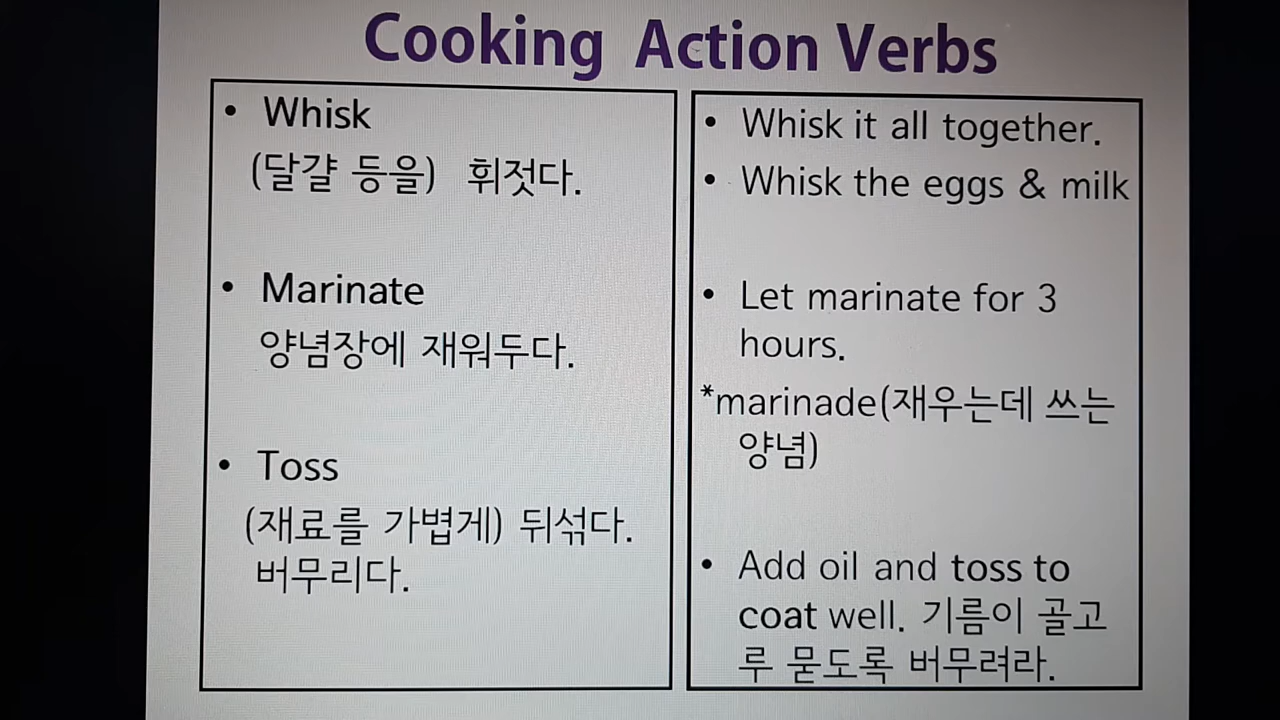 Cooking Action Verbs
• Whisk
(달걀 등을) 휘젓다.
• Marinate
양념장에 재워두다.
• Toss
(재료를 가볍게) 뒤섞다.
버무리다.
• Whisk it all together.
• Whisk the eggs & milk
• Let marinate for 3
hours.
*marinade(재우는데 쓰는
양념)
• Add oil and toss to
coat well. 기름이 골고
루 묻도록 버무려라.